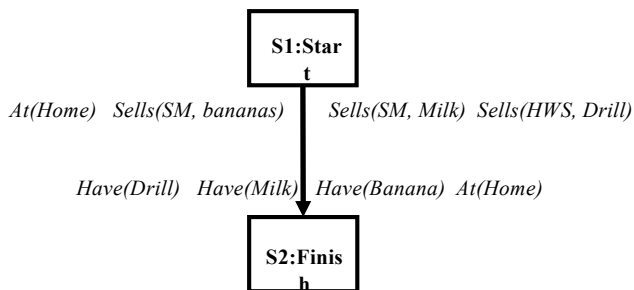 S1:Star
t
At(Home) Sells(SM, bananas) Sells(SM, Milk) Sells(HWS, Drill)
Have(Drill) Have(Milk) Have(Banana) At(Home)
S2:Finis
h